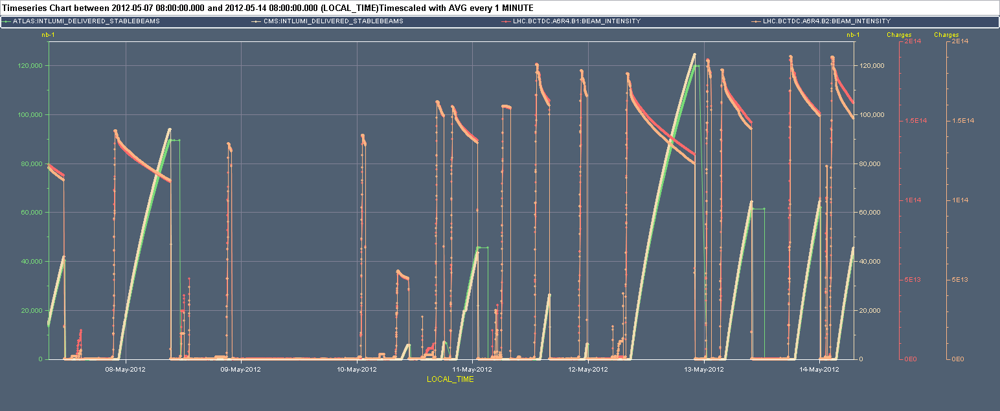 Timeseries Chart between 2012-05-07 08:00:00.000 and 2012-05-14 08:00:00.000 (LOCAL_TIME)Timescaled with AVG every 1 MINUTE
ATLAS:INTLUMI_DELIVERED_STABLEBEAMS CMS:INTLUMI_DELIVERED_STABLEBEAMS LHC.BCTDC.A6R4.B1:BEAM_INTENSITY LHC.BCTDC.A6R4.B2:BEAM_INTENSITY
nb-1 nb-1 Charges Charges
2E14 2E14
120,000 120,000
100,000 100,000
1.5E14 1.5E14
80,000 80,000
1E14 1E14
60,000 60,000
5E13 5E13
40,000 40,000
20,000 20,000
0 0 0E0 0E0
08-May-2012 09-May-2012 10-May-2012 11-May-2012 12-May-2012 13-May-2012 14-May-2012
LOCAL_TIME